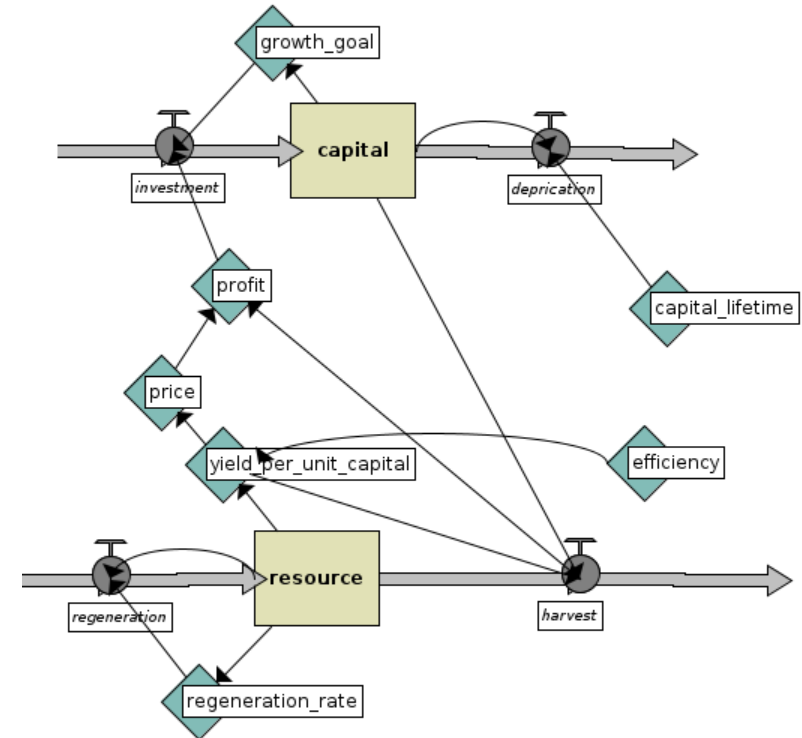 growth_goal
capital
investment
deprication
profit
capital_lifetime
price
yield_per_unit_capital
efficiency
resource
regeneration
harvest
regeneration_rate